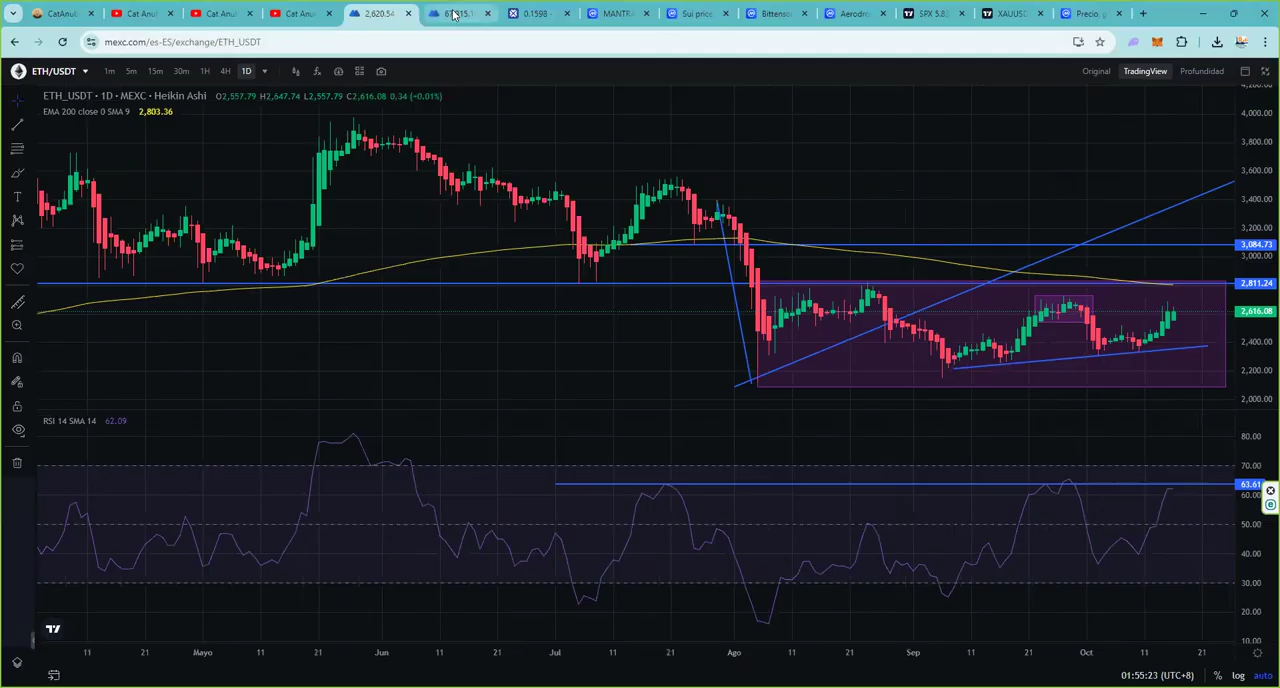 CatAnu
Cat Anu
Cat Anu
Cat Anu
2,620.54
0.1598 -
MANTRA
Sui price
Bittenso
Aerodro
SPX 5.8
XAUUSD
Precio:
mexc.com/es-ES/exchange/ETH_USDT
ETH/USDT
1m 5m 15m 30m 1H 4H 1D
Original TradingView Profundidad
ETH_USDT • 1D • MEXC • Heikin Ashi O2,557.79 H2,647.74 L2,557.79 C2,616.08 0.34 (+0.01%)
EMA 200 close 0 SMA 9 2,803.36
4,000.00
3,800.00
3,600.00
3,400.00
3,200.00
3,084.73
3,000.00
2,811.24
2,616.08
2,400.00
2,200.00
2,000.00
RSI 14 SMA 14 62.09
80.00
70.00
63.61
60.00
50.00
40.00
30.00
20.00
10.00
11 21 Mayo 11 21 Jun 11 Jul 11 21 Ago 11 21 Sep 11 21 Oct 11 21
01:55:23 (UTC+8) % log auto